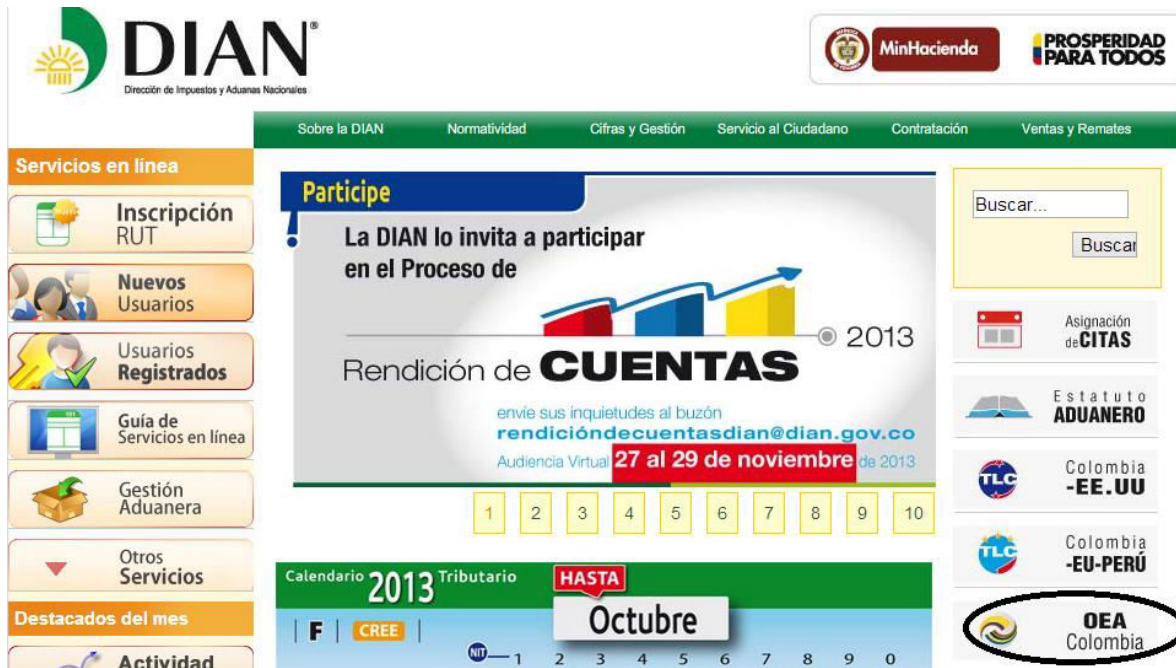 DIAN®
Dirección de Impuestos y Aduanas Nacionales
MinHacienda
PROSPERIDAD
PARA TODOS
Sobre la DIAN
Normatividad
Cifras y Gestión
Servicio al Ciudadano
Contratación
Ventas y Remates
Servicios en línea
Inscripción
RUT
Nuevos
Usuarios
Usuarios
Registrados
Guía de
Servicios en línea
Gestión
Aduanera
Otros
Servicios
Destacados del mes
Actividad
Participe
!
La DIAN lo invita a participar
en el Proceso de
2013
Rendición de CUENTAS
envíe sus inquietudes al buzón
rendicióndecuentasdian@dian.gov.co
Audiencia Virtual 27 al 29 de noviembre de 2013
1 2 3 4 5 6 7 8 9 10
Calendario 2013 Tributario
HASTA
Octubre
| F | CREE |
NIT 1 2 3 4 5 6 7 8 9 0
Buscar...
Buscar
Asignación
de CITAS
Estatuto
ADUANERO
TLC
Colombia
-EE.UU
TLC
Colombia
-EU-PERÚ
OEA
Colombia